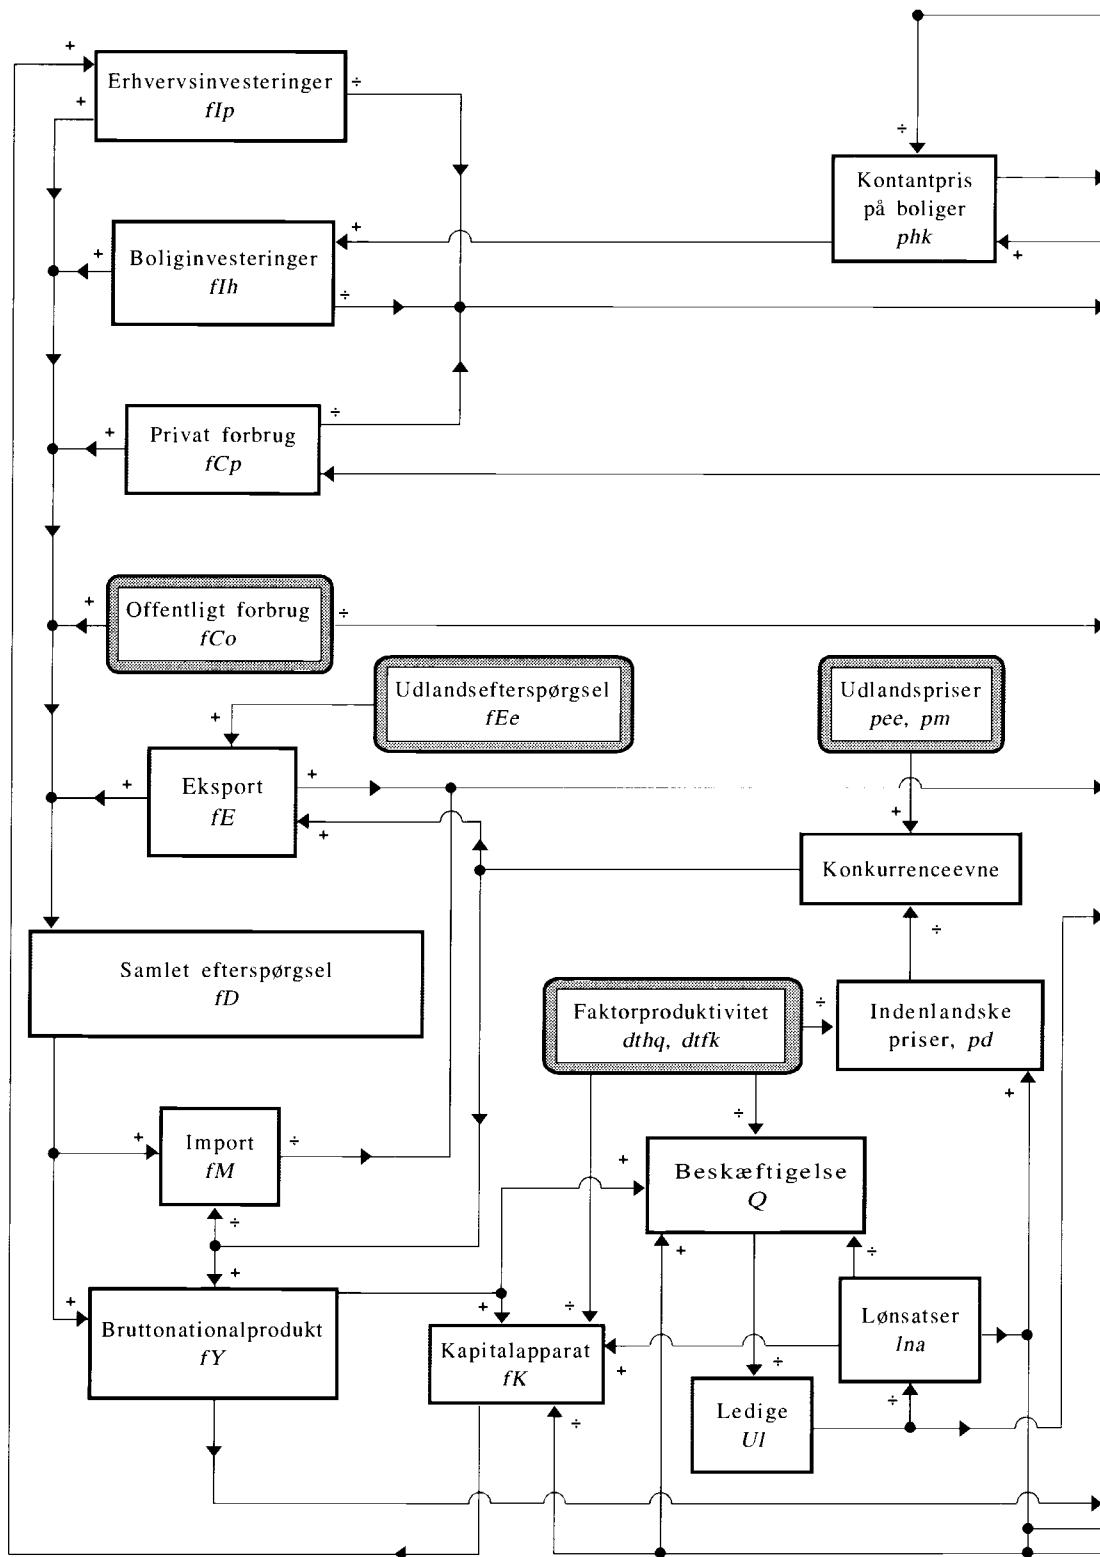 Erhvervsinvesteringer
fIp
Kontantpris
på boliger
phk
Boliginvesteringer
fIh
Privat forbrug
fCp
Offentligt forbrug
fCo
Udlandsefterspørgsel
fEe
Udlandspriser
pee, pm
Eksport
fE
Konkurrenceevne
Samlet efterspørgsel
fD
Faktorproduktivitet
dthq, dtfk
Indenlandske
priser, pd
Import
fM
Beskæftigelse
Q
Bruttonationalprodukt
fY
Kapitalapparat
fK
Lønsatser
lna
Ledige
Ul